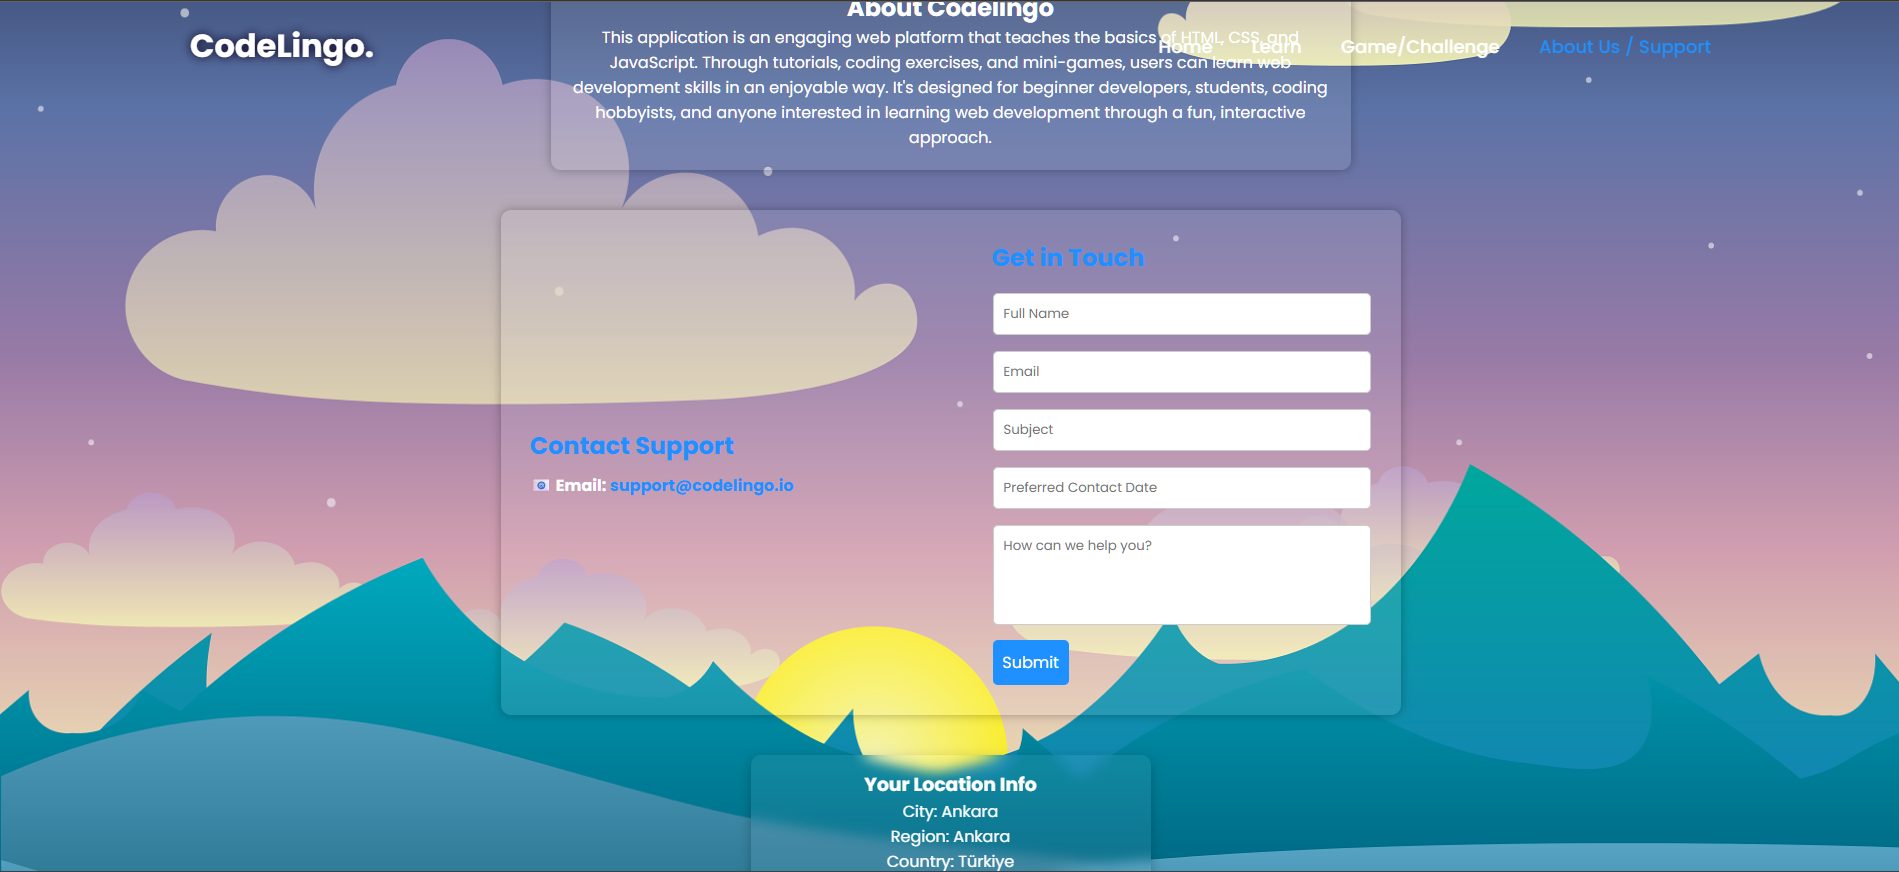 About Codelingo
CodeLingo.
Home
Learn
Game/Challenge
About Us / Support
This application is an engaging web platform that teaches the basics of HTML, CSS, and
JavaScript. Through tutorials, coding exercises, and mini-games, users can learn web
development skills in an enjoyable way. It's designed for beginner developers, students, coding
hobbyists, and anyone interested in learning web development through a fun, interactive
approach.
Contact Support
📧 Email: support@codelingo.io
Get in Touch
Full Name
Email
Subject
Preferred Contact Date
How can we help you?
Submit
Your Location Info
City: Ankara
Region: Ankara
Country: Türkiye